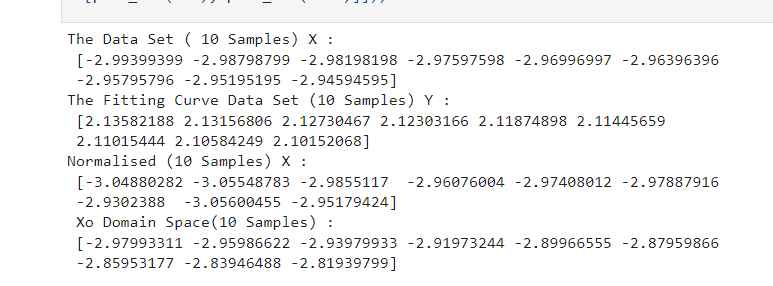 The Data Set ( 10 Samples) X :
[-2.99399399 -2.98798799 -2.98198198 -2.97597598 -2.96996997 -2.96396396
-2.95795796 -2.95195195 -2.94594595]
The Fitting Curve Data Set (10 Samples) Y :
[2.13582188 2.13156806 2.12730467 2.12303166 2.11874898 2.11445659
2.11015444 2.10584249 2.10152068]
Normalised (10 Samples) X :
[-3.04880282 -3.05548783 -2.9855117  -2.96076004 -2.97408012 -2.97887916
-2.9302388  -3.05600455 -2.95179424]
Xo Domain Space(10 Samples) :
[-2.97993311 -2.95986622 -2.93979933 -2.91973244 -2.89966555 -2.87959866
-2.85953177 -2.83946488 -2.81939799]